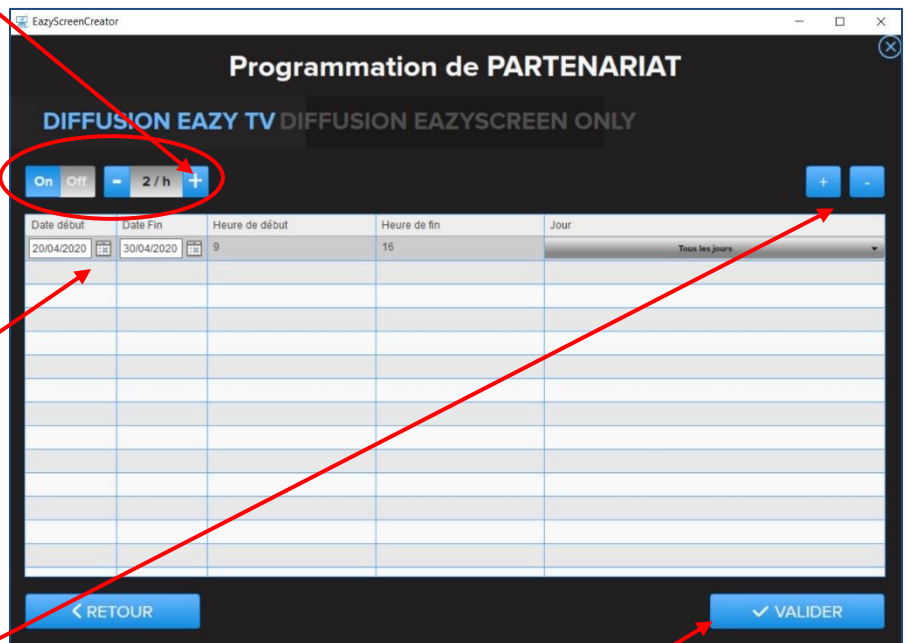 EazyScreenCreator
Programmation de PARTENARIAT
DIFFUSION EAZY TV DIFFUSION EAZYSCREEN ONLY
On Off - 2 / h + + -
Date début Date Fin Heure de début Heure de fin Jour
20/04/2020 30/04/2020 9 16 Tous les jours
RETOUR VALIDER